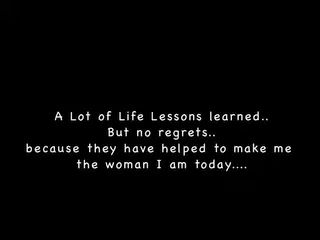 A Lot of Life Lessons learned..
But no regrets..
because they have helped to make me
the woman I am today....